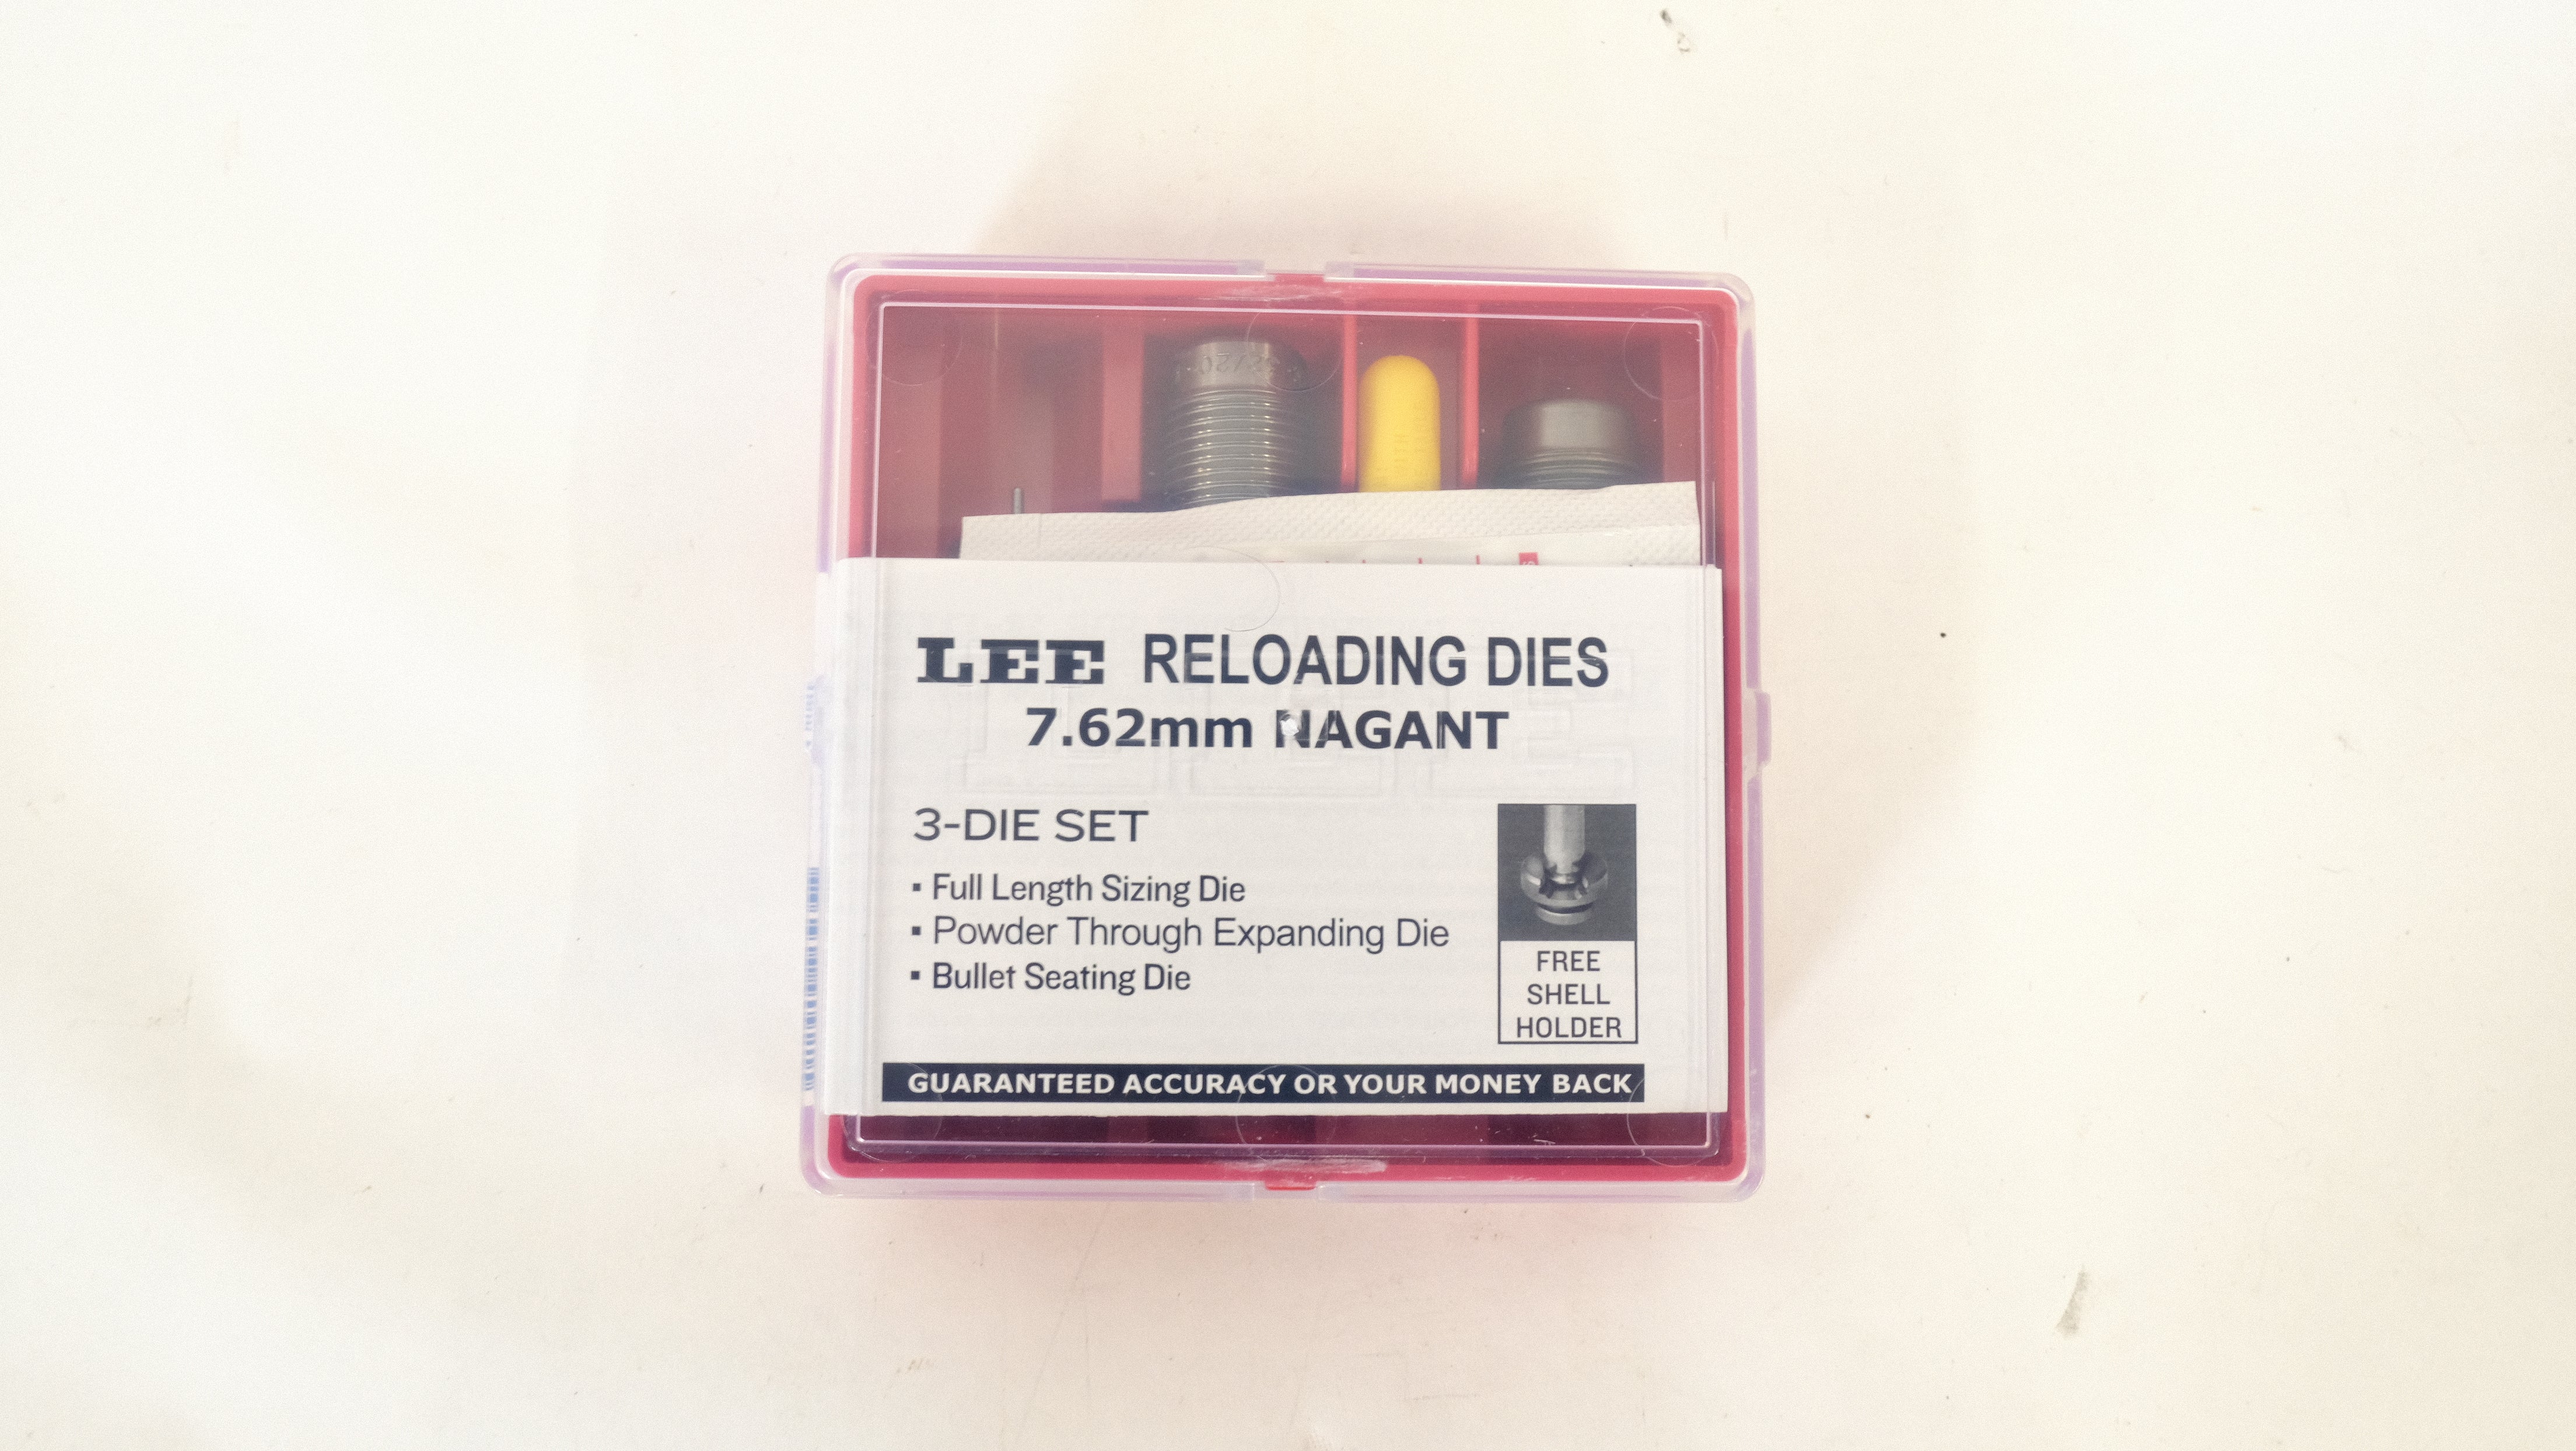 LEE RELOADING DIES
7.62mm NAGANT
3-DIE SET
▪ Full Length Sizing Die
▪ Powder Through Expanding Die
▪ Bullet Seating Die
FREE
SHELL
HOLDER
GUARANTEED ACCURACY OR YOUR MONEY BACK